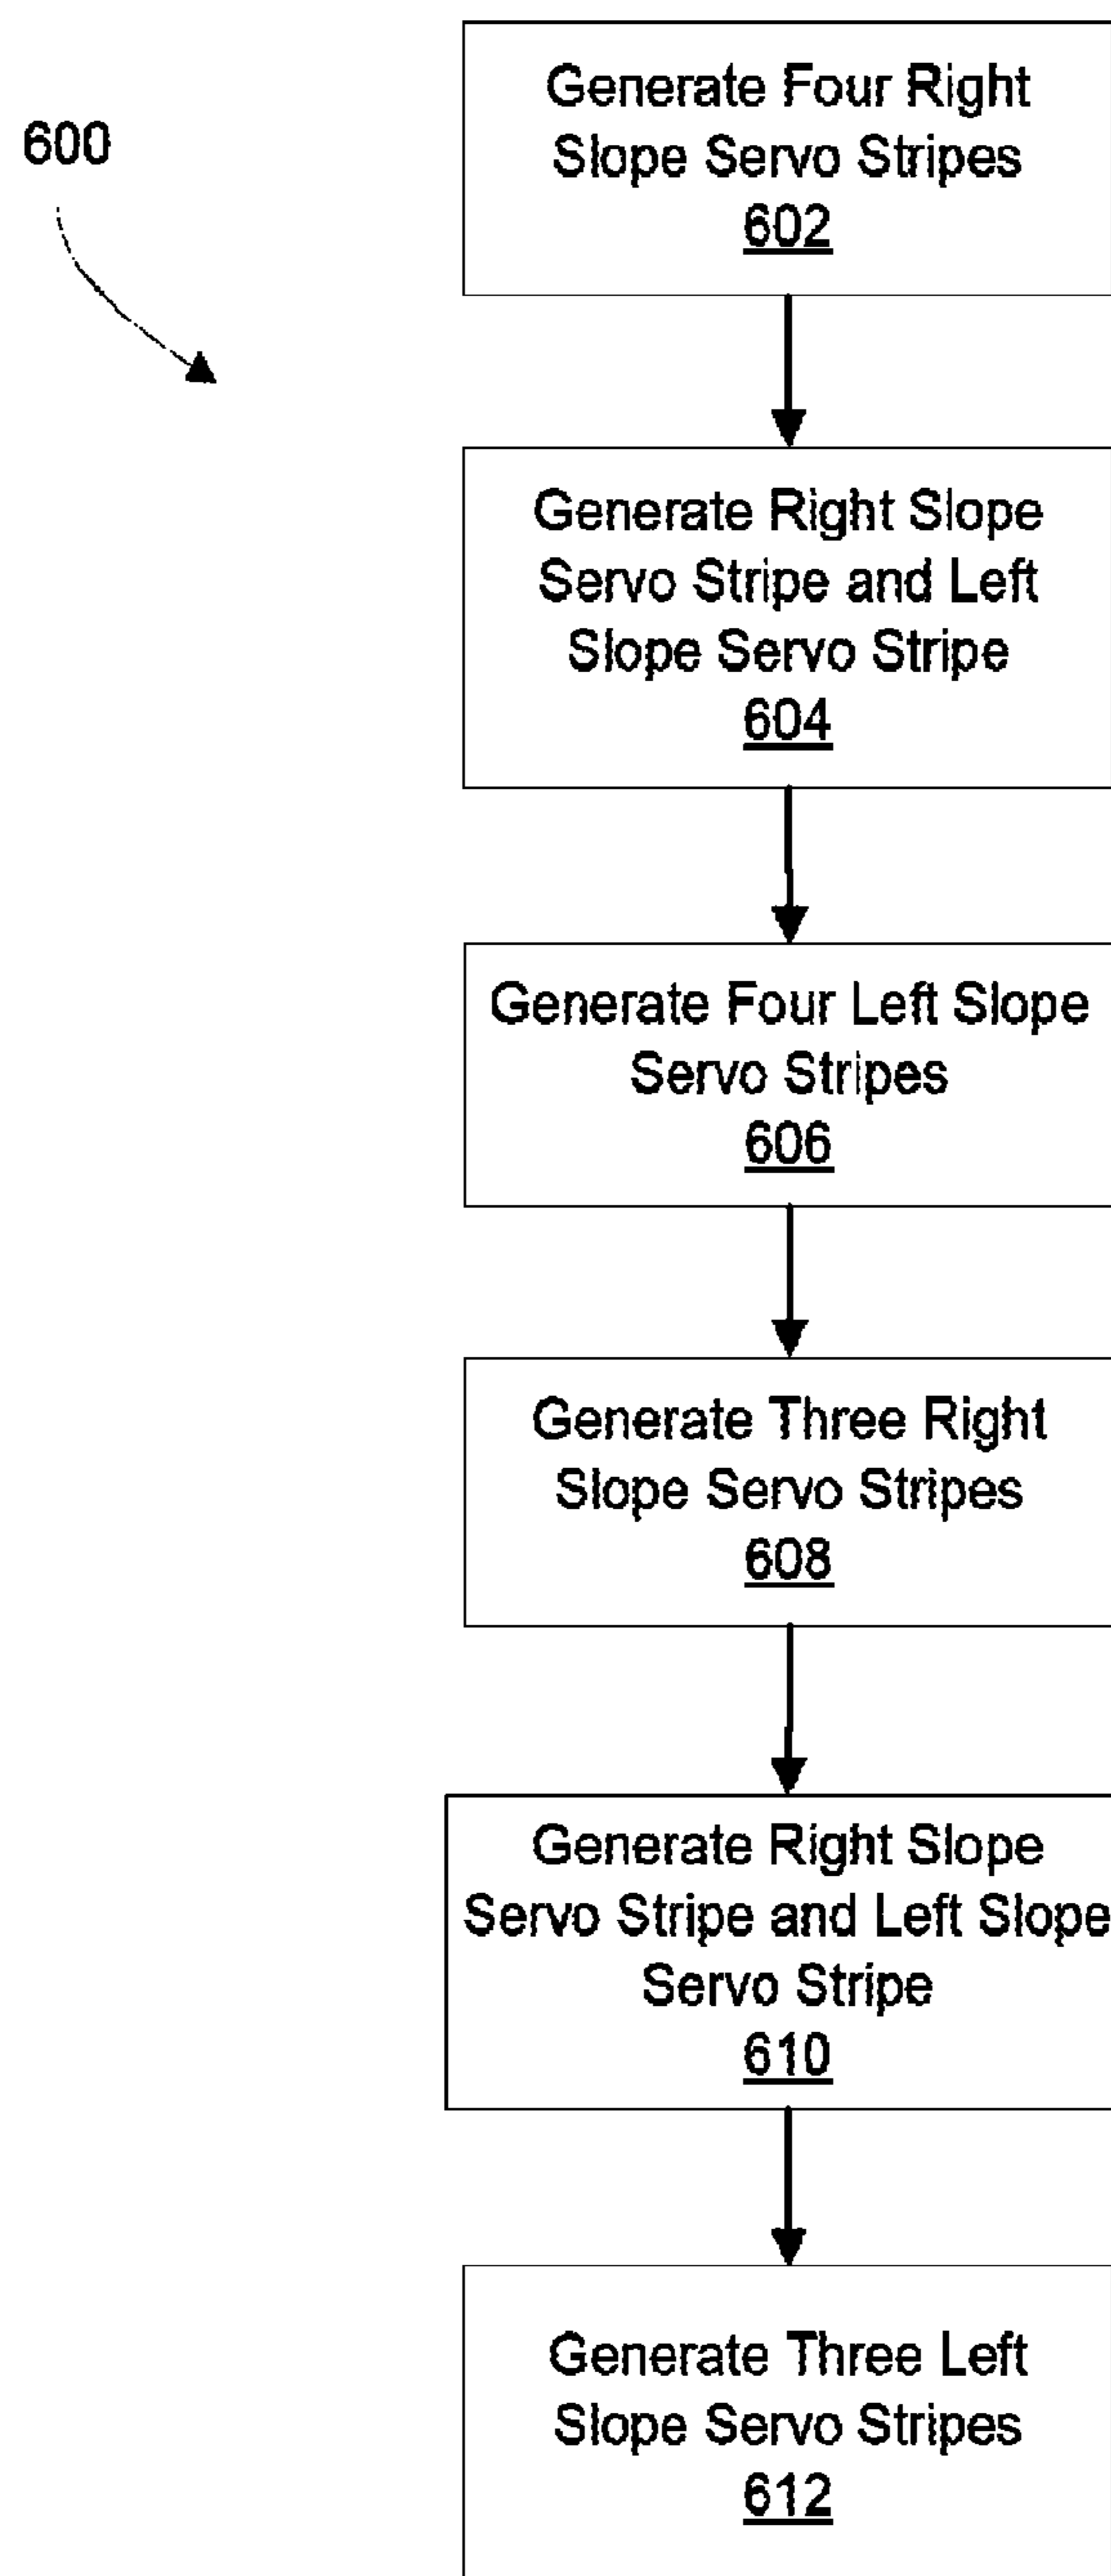 600
Generate Four Right
Slope Servo Stripes
602
Generate Right Slope
Servo Stripe and Left
Slope Servo Stripe
604
Generate Four Left Slope
Servo Stripes
606
Generate Three Right
Slope Servo Stripes
608
Generate Right Slope
Servo Stripe and Left Slope
Servo Stripe
610
Generate Three Left
Slope Servo Stripes
612